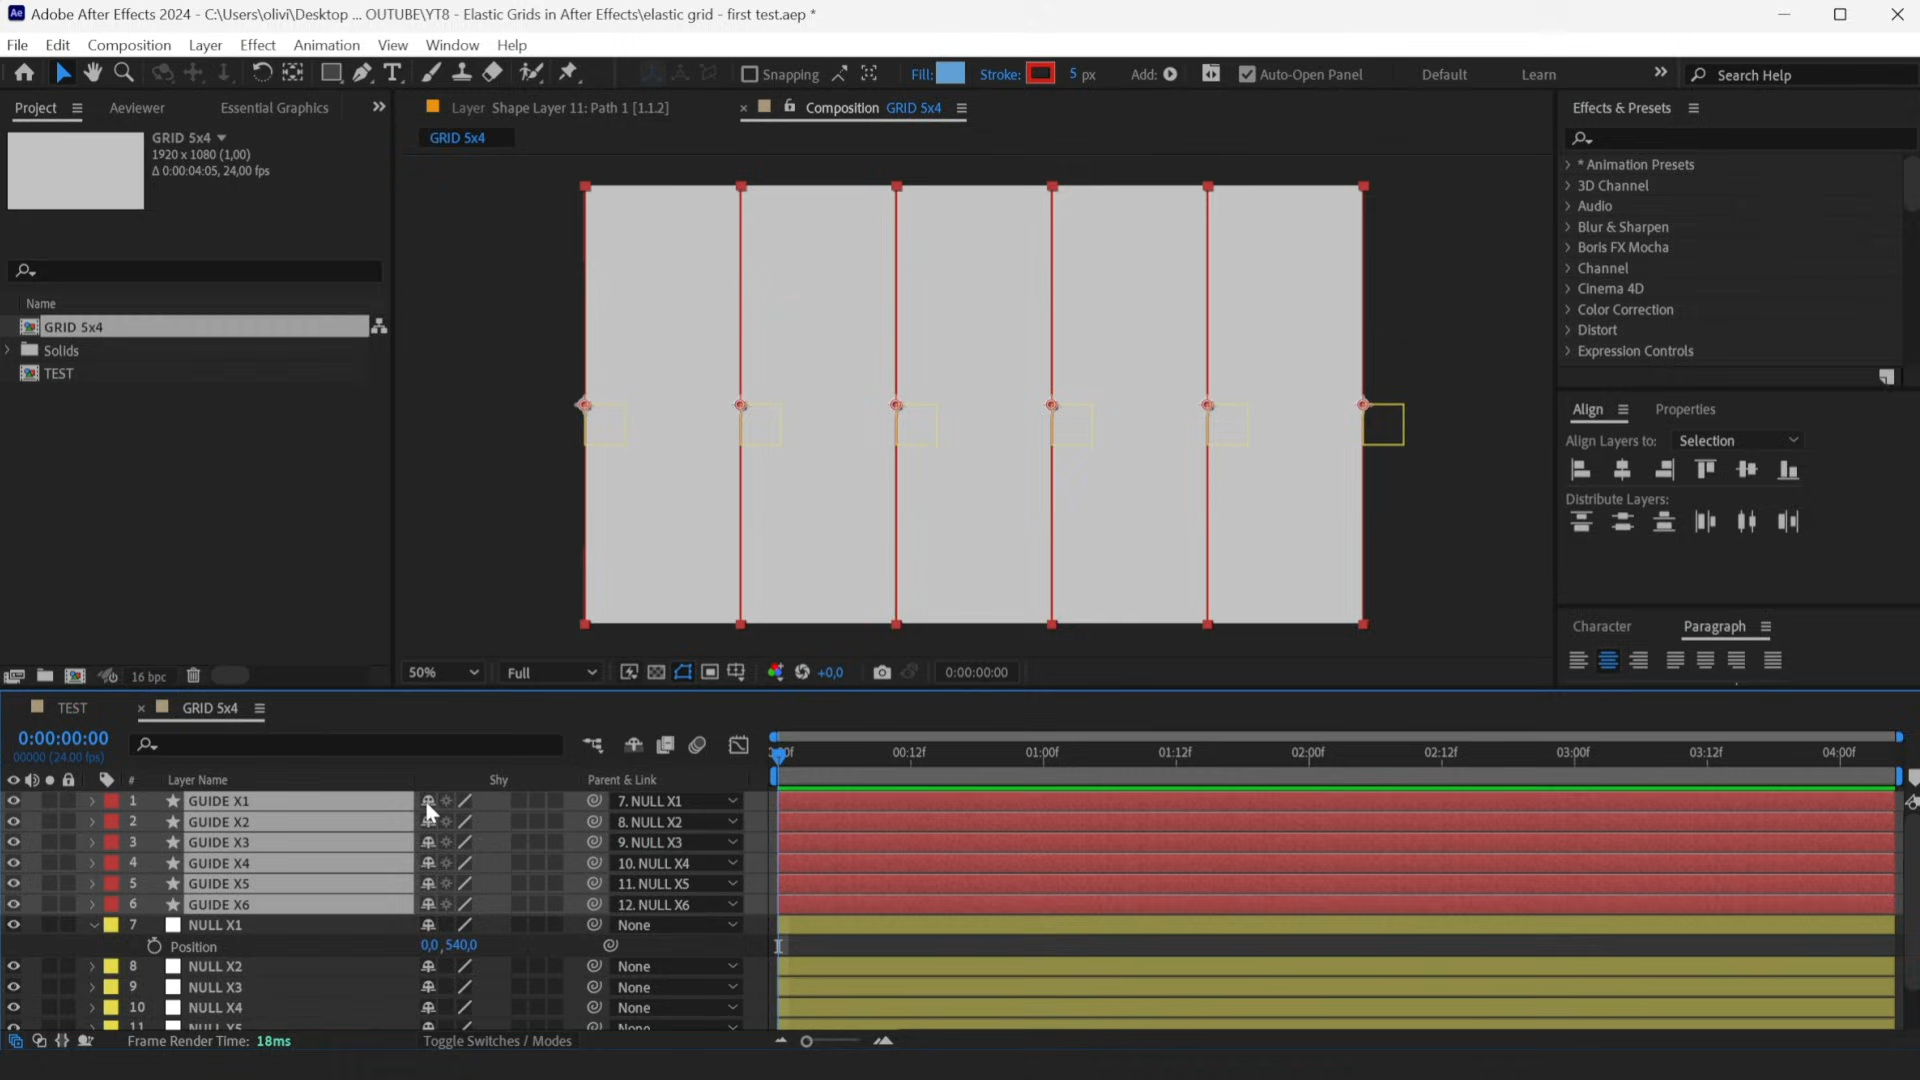 Ae Adobe After Effects 2024 - C:\Users\olivi\Desktop ... OUTUBE\YT8 - Elastic Grids in After Effects\elastic grid - first test.aep *
File Edit Composition Layer Effect Animation View Window Help
Snapping Fill: Stroke: 5 px Add: Auto-Open Panel Default Learn Search Help
Project Aeviewer Essential Graphics
Layer Shape Layer 11: Path 1 [1.1.2] Composition GRID 5x4
Effects & Presets
GRID 5x4
1920 x 1080 (1,00)
Δ 0:00:04:05, 24,00 fps
GRID 5x4
* Animation Presets
3D Channel
Audio
Blur & Sharpen
Boris FX Mocha
Channel
Cinema 4D
Color Correction
Distort
Expression Controls
Name
GRID 5x4
Solids
TEST
Align Properties
Align Layers to: Selection
Distribute Layers:
Character Paragraph
16 bpc
50% Full +0,0 0:00:00:00
TEST GRID 5x4
0:00:00:00
00000 (24.00 fps)
# Layer Name Shy Parent & Link
00:12f 01:00f 01:12f 02:00f 02:12f 03:00f 03:12f 04:00f
1 GUIDE X1 7. NULL X1
2 GUIDE X2 8. NULL X2
3 GUIDE X3 9. NULL X3
4 GUIDE X4 10. NULL X4
5 GUIDE X5 11. NULL X5
6 GUIDE X6 12. NULL X6
7 NULL X1 None
Position 0,0, 540,0
8 NULL X2 None
9 NULL X3 None
10 NULL X4 None
11 NULL X5 None
Frame Render Time: 18ms Toggle Switches / Modes